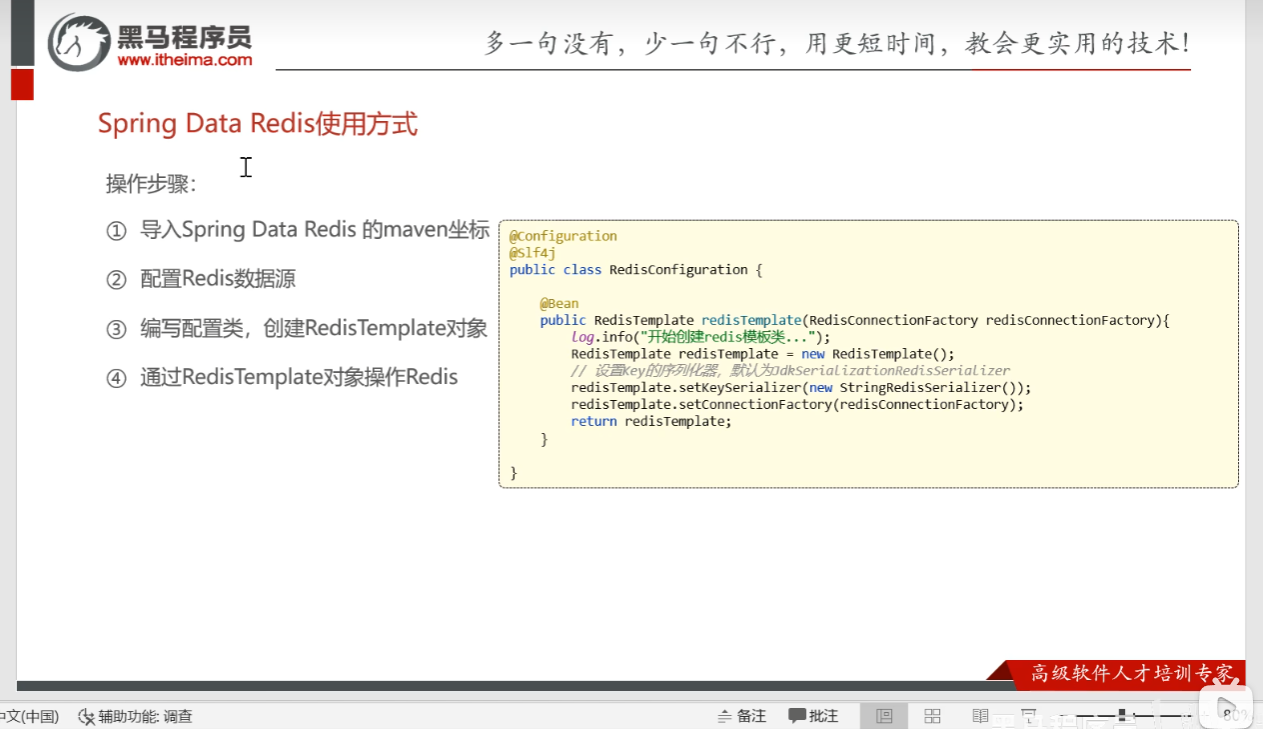 黑马程序员
www.itheima.com
多一句没有，少一句不行，用更短时间，教会更实用的技术！
Spring Data Redis使用方式
操作步骤：
① 导入Spring Data Redis 的maven坐标
② 配置Redis数据源
③ 编写配置类，创建RedisTemplate对象
④ 通过RedisTemplate对象操作Redis
@Configuration
@Slf4j
public class RedisConfiguration {
@Bean
public RedisTemplate redisTemplate(RedisConnectionFactory redisConnectionFactory){
log.info("开始创建redis模板类...");
RedisTemplate redisTemplate = new RedisTemplate();
// 设置Key的序列化器，默认为JdkSerializationRedisSerializer
redisTemplate.setKeySerializer(new StringRedisSerializer());
redisTemplate.setConnectionFactory(redisConnectionFactory);
return redisTemplate;
}
}
高级软件人才培训专家
中文(中国) 辅助功能: 调查 备注 批注 80%